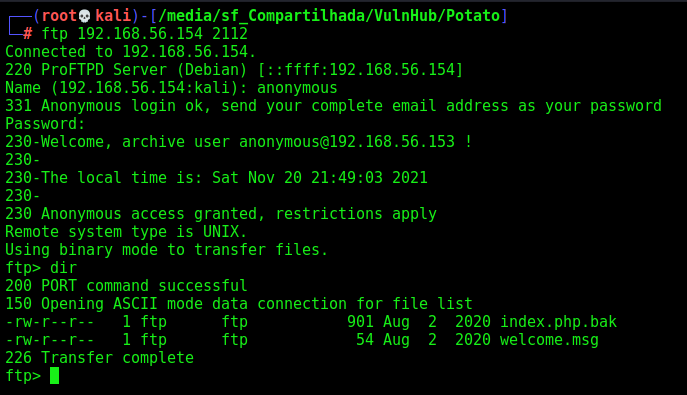 ┌──(root💀kali)-[/media/sf_Compartilhada/VulnHub/Potato]
└─# ftp 192.168.56.154 2112
Connected to 192.168.56.154.
220 ProFTPD Server (Debian) [::ffff:192.168.56.154]
Name (192.168.56.154:kali): anonymous
331 Anonymous login ok, send your complete email address as your password
Password:
230-Welcome, archive user anonymous@192.168.56.153 !
230-
230-The local time is: Sat Nov 20 21:49:03 2021
230-
230 Anonymous access granted, restrictions apply
Remote system type is UNIX.
Using binary mode to transfer files.
ftp> dir
200 PORT command successful
150 Opening ASCII mode data connection for file list
-rw-r--r--   1 ftp      ftp           901 Aug  2  2020 index.php.bak
-rw-r--r--   1 ftp      ftp            54 Aug  2  2020 welcome.msg
226 Transfer complete
ftp>